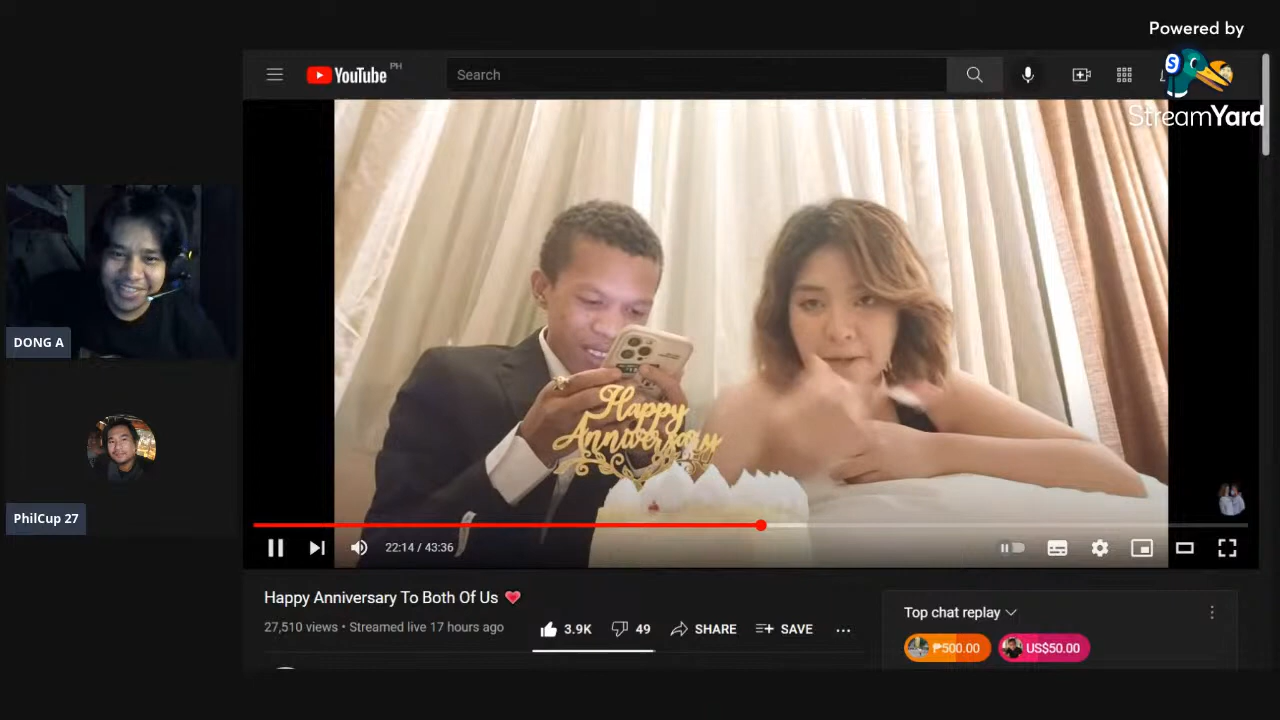 Powered by
StreamYard
YouTube PH
Search
DONG A
PhilCup 27
Happy
Anniversary
22:14 / 43:36
Happy Anniversary To Both Of Us ❤
27,510 views • Streamed live 17 hours ago
3.9K
49
SHARE
SAVE
Top chat replay
₱500.00
US$50.00